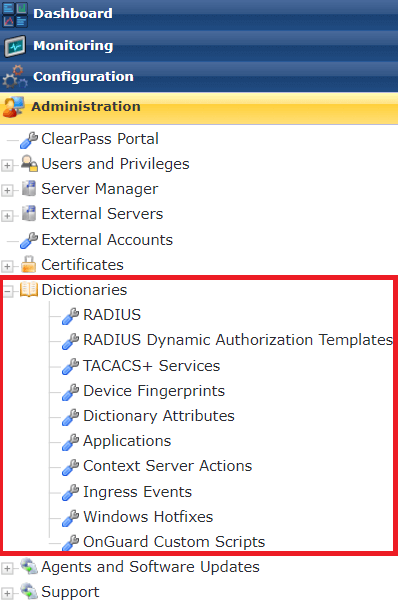 Dashboard
Monitoring
Configuration
Administration
ClearPass Portal
Users and Privileges
Server Manager
External Servers
External Accounts
Certificates
Dictionaries
RADIUS
RADIUS Dynamic Authorization Templates
TACACS+ Services
Device Fingerprints
Dictionary Attributes
Applications
Context Server Actions
Ingress Events
Windows Hotfixes
OnGuard Custom Scripts
Agents and Software Updates
Support